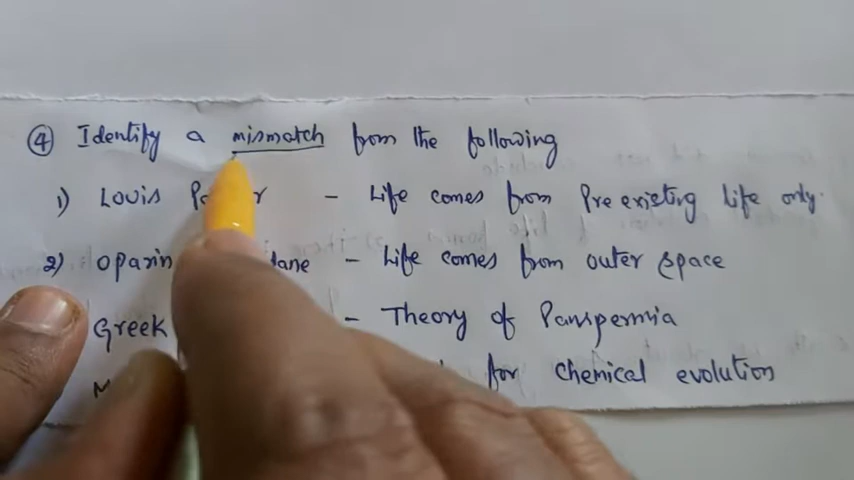 ④ Identify a mismatch from the following
1) Louis - Life comes from Pre existing life only.
2) Oparin - Life comes from outer space
Greek - Theory of Panspermia
for chemical evolution